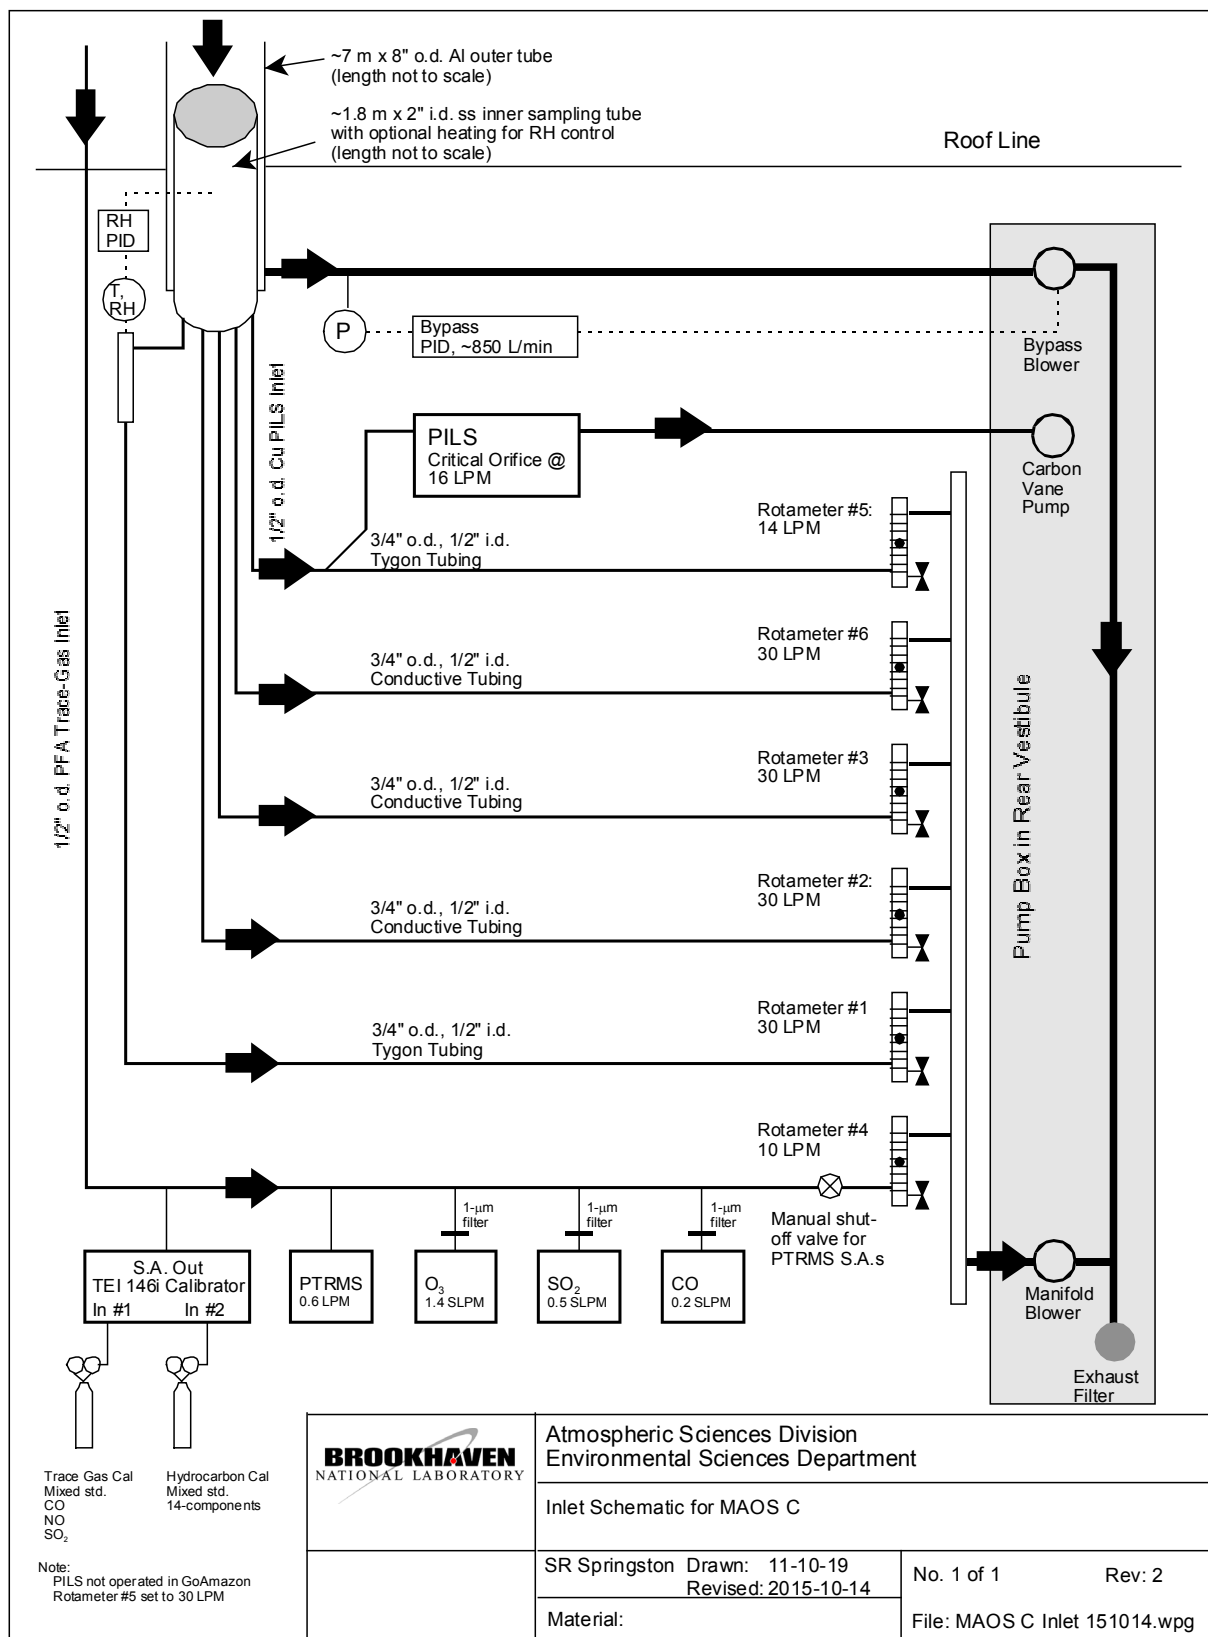 ~7 m x 8" o.d. Al outer tube
(length not to scale)
~1.8 m x 2" i.d. ss inner sampling tube
with optional heating for RH control
(length not to scale)
Roof Line
RH
PID
T,
RH
P
Bypass
PID, ~850 L/min
Bypass
Blower
1/2" o.d. Cu PILS Inlet
PILS
Critical Orifice @
16 LPM
Carbon
Vane
Pump
Rotameter #5:
14 LPM
3/4" o.d., 1/2" i.d.
Tygon Tubing
1/2" o.d. PFA Trace-Gas Inlet
Rotameter #6
30 LPM
3/4" o.d., 1/2" i.d.
Conductive Tubing
Pump Box in Rear Vestibule
Rotameter #3
30 LPM
3/4" o.d., 1/2" i.d.
Conductive Tubing
Rotameter #2:
30 LPM
3/4" o.d., 1/2" i.d.
Conductive Tubing
Rotameter #1
30 LPM
3/4" o.d., 1/2" i.d.
Tygon Tubing
Rotameter #4
10 LPM
1-μm
filter
1-μm
filter
1-μm
filter
Manual shut-
off valve for
PTRMS S.A.s
S.A. Out
TEI 146i Calibrator
In #1 In #2
PTRMS
0.6 LPM
O₃
1.4 SLPM
SO₂
0.5 SLPM
CO
0.2 SLPM
Manifold
Blower
Exhaust
Filter
Trace Gas Cal
Mixed std.
CO
NO
SO₂
Hydrocarbon Cal
Mixed std.
14-components
Note:
PILS not operated in GoAmazon
Rotameter #5 set to 30 LPM
BROOKHAVEN
NATIONAL LABORATORY
Atmospheric Sciences Division
Environmental Sciences Department
Inlet Schematic for MAOS C
SR Springston Drawn: 11-10-19
Revised: 2015-10-14
Material:
No. 1 of 1 Rev: 2
File: MAOS C Inlet 151014.wpg